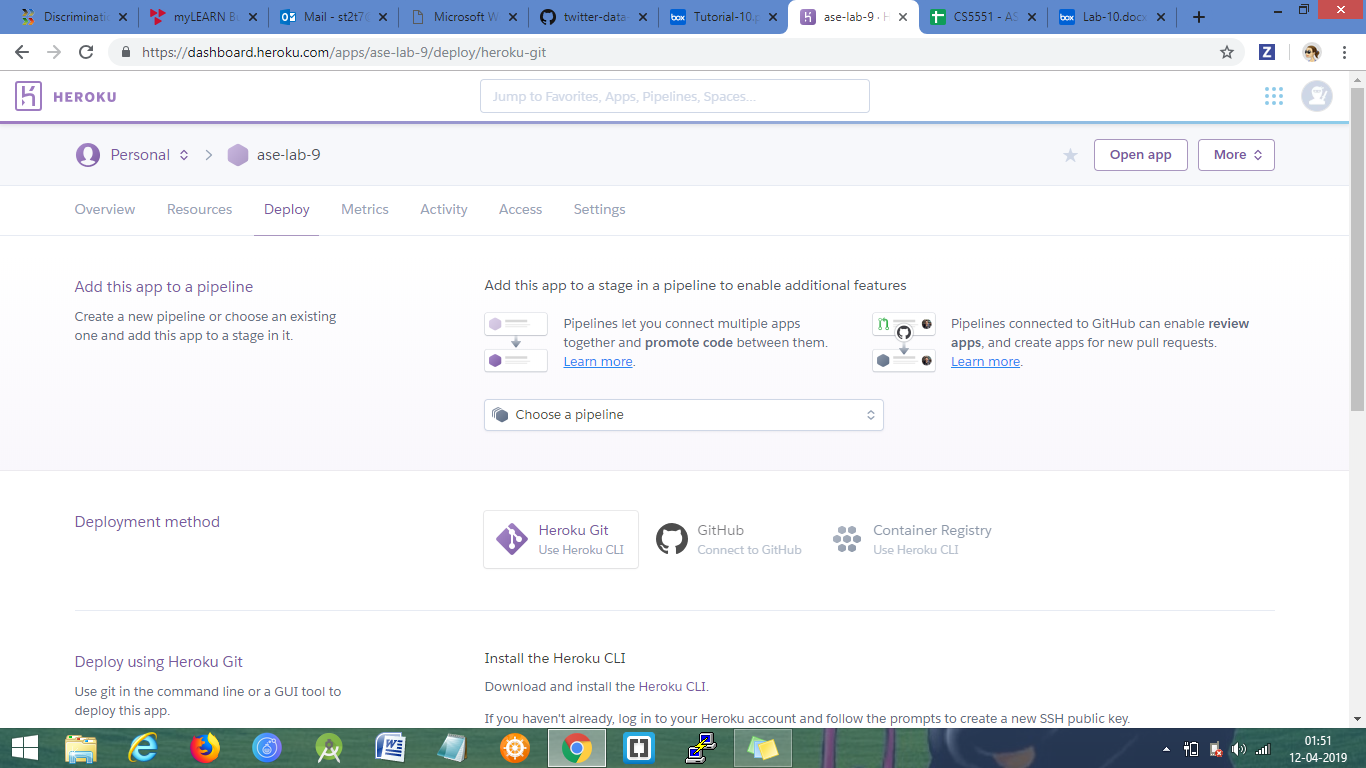 Discriminati
myLEARN B
Mail - st2t7
Microsoft W
twitter-data
Tutorial-10.p
ase-lab-9 · H
CS5551 - AS
Lab-10.docx
https://dashboard.heroku.com/apps/ase-lab-9/deploy/heroku-git
HEROKU
Jump to Favorites, Apps, Pipelines, Spaces...
Personal
ase-lab-9
Open app
More
Overview
Resources
Deploy
Metrics
Activity
Access
Settings
Add this app to a pipeline
Create a new pipeline or choose an existing
one and add this app to a stage in it.
Add this app to a stage in a pipeline to enable additional features
Pipelines let you connect multiple apps
together and promote code between them.
Learn more.
Pipelines connected to GitHub can enable review
apps, and create apps for new pull requests.
Learn more.
Choose a pipeline
Deployment method
Heroku Git
Use Heroku CLI
GitHub
Connect to GitHub
Container Registry
Use Heroku CLI
Deploy using Heroku Git
Use git in the command line or a GUI tool to
deploy this app.
Install the Heroku CLI
Download and install the Heroku CLI.
If you haven't already, log in to your Heroku account and follow the prompts to create a new SSH public key.
01:51
12-04-2019